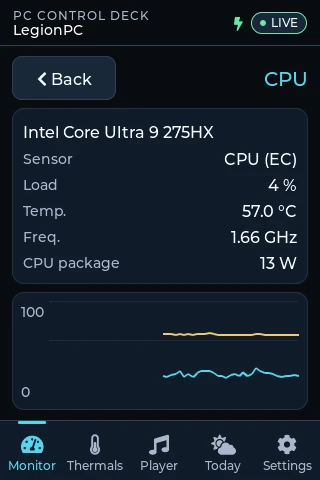 PC CONTROL DECK
LegionPC
LIVE
Back
CPU
Intel Core Ultra 9 275HX
Sensor CPU (EC)
Load 4 %
Temp. 57.0 °C
Freq. 1.66 GHz
CPU package 13 W
100
0
Monitor Thermals Player Today Settings